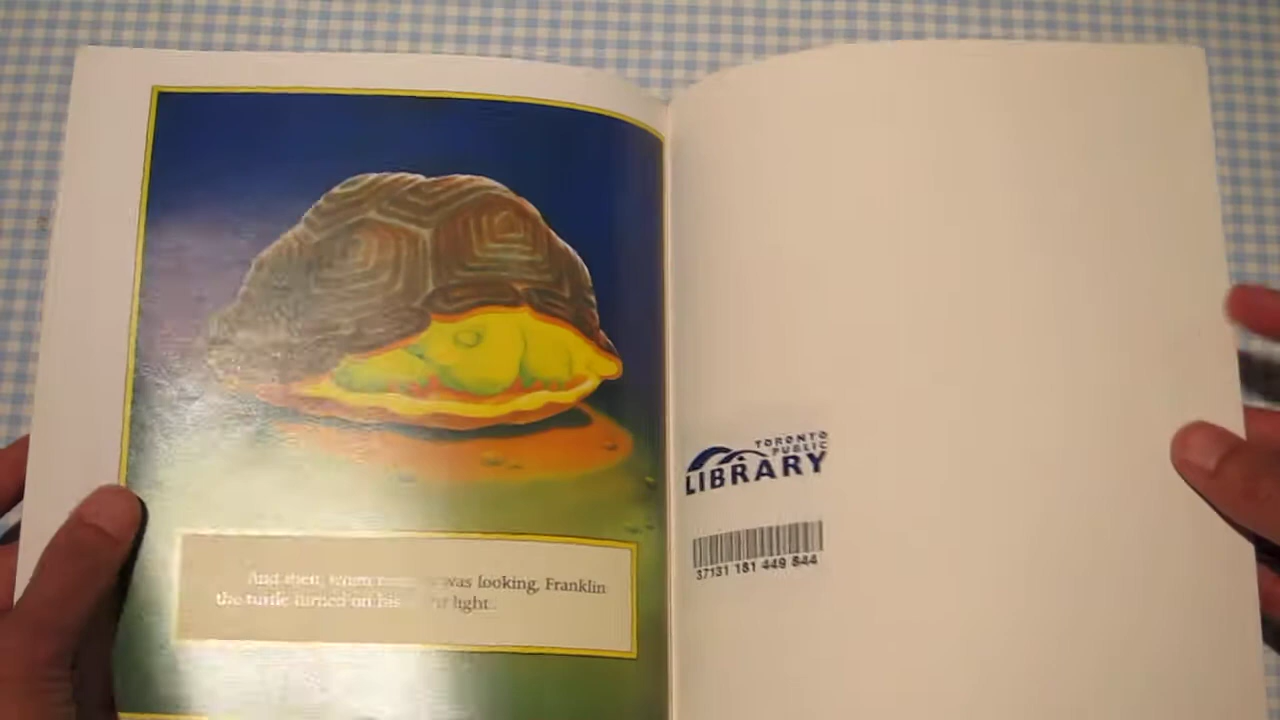 And then, when was looking, Franklin
the turtle turned on his light.
TORONTO
PUBLIC
LIBRARY
37131 181 449 844